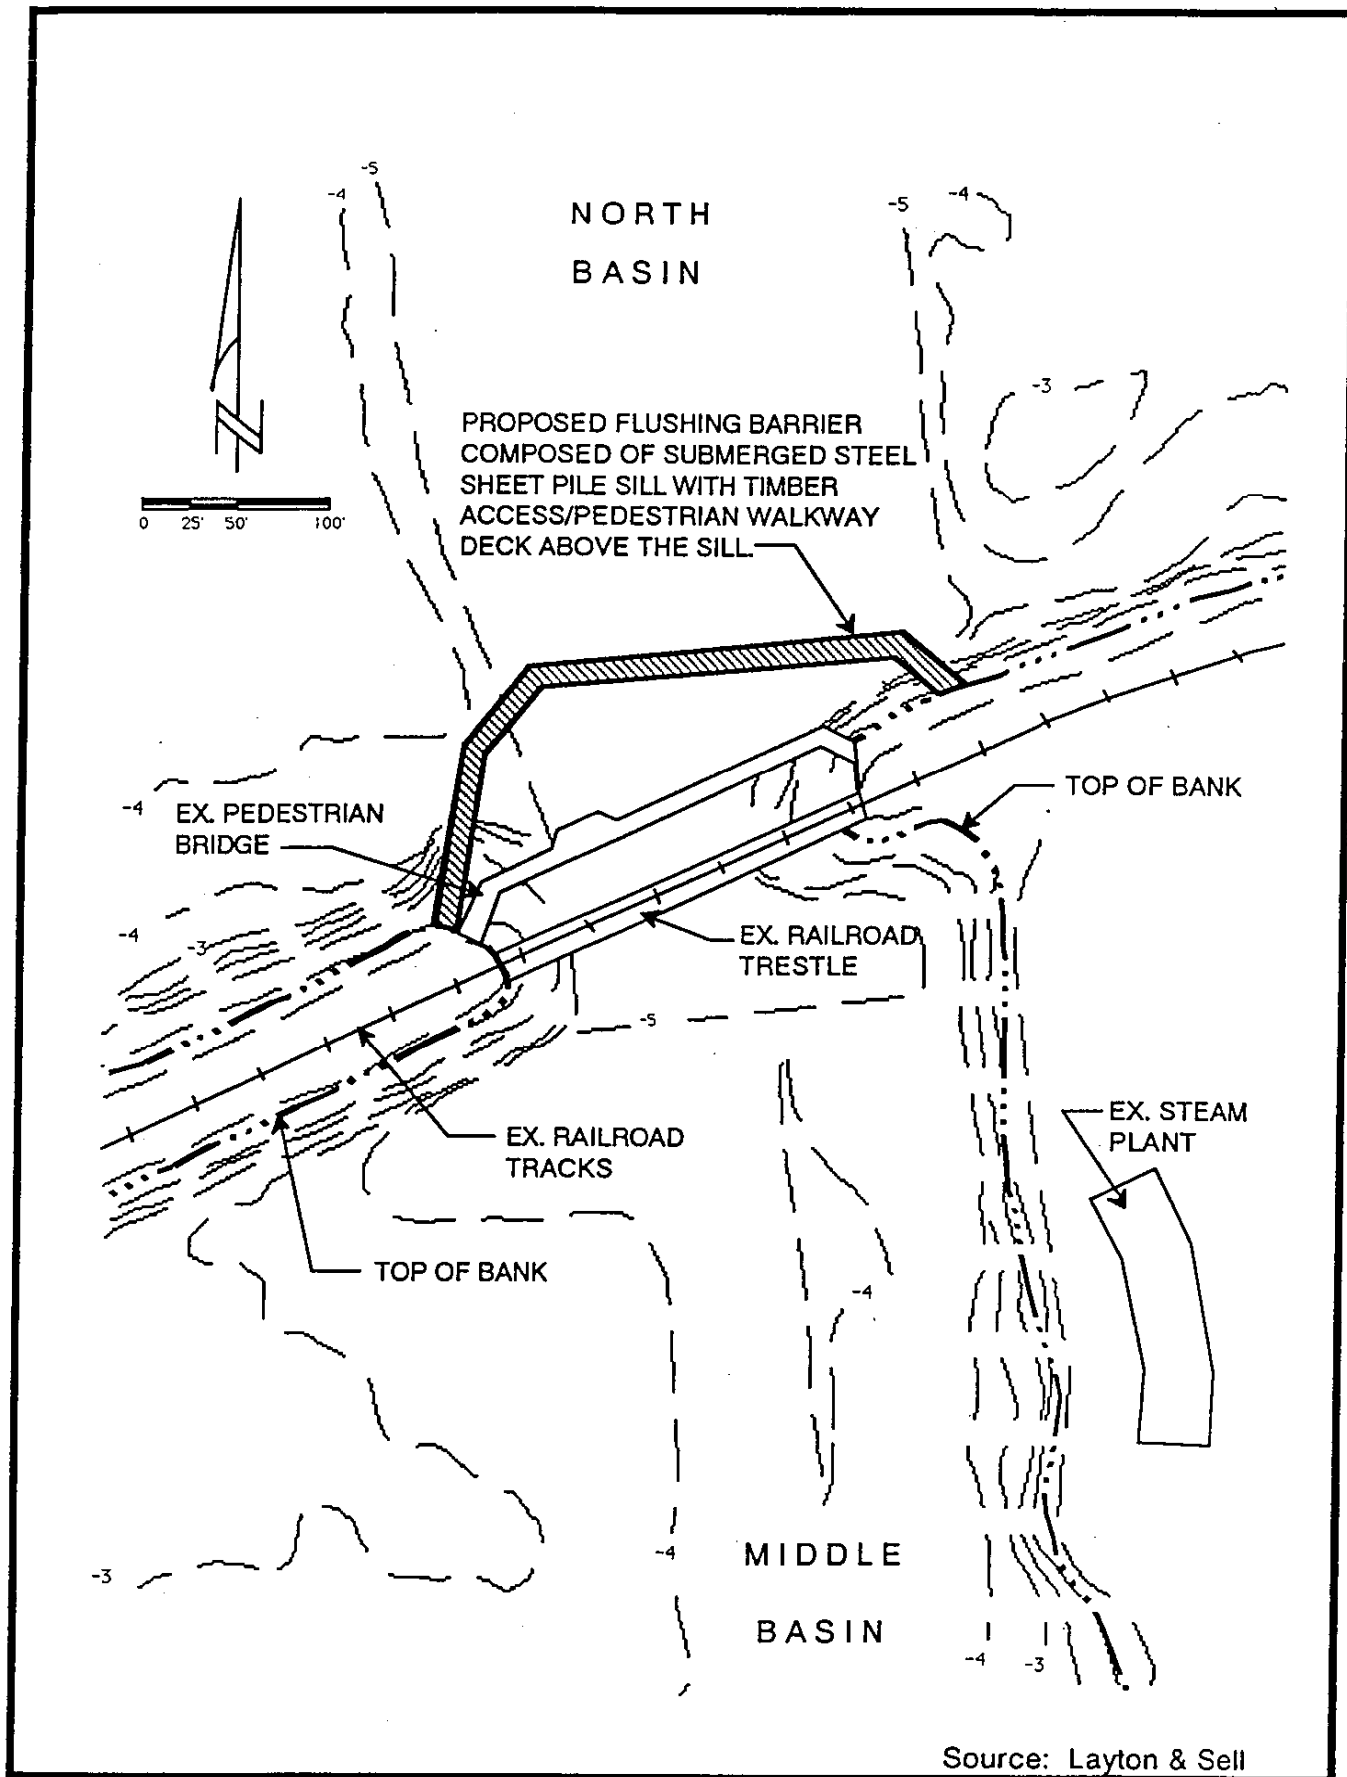 -5
-4
NORTH
BASIN
-5
-4
N
-3
PROPOSED FLUSHING BARRIER
COMPOSED OF SUBMERGED STEEL
SHEET PILE SILL WITH TIMBER
ACCESS/PEDESTRIAN WALKWAY
DECK ABOVE THE SILL.
0 25' 50' 100'
TOP OF BANK
-4
EX. PEDESTRIAN
BRIDGE
-4
-3
EX. RAILROAD
TRESTLE
-5
EX. RAILROAD
TRACKS
EX. STEAM
PLANT
TOP OF BANK
-4
-3
-4
MIDDLE
BASIN
-4
-3
Source: Layton & Sell